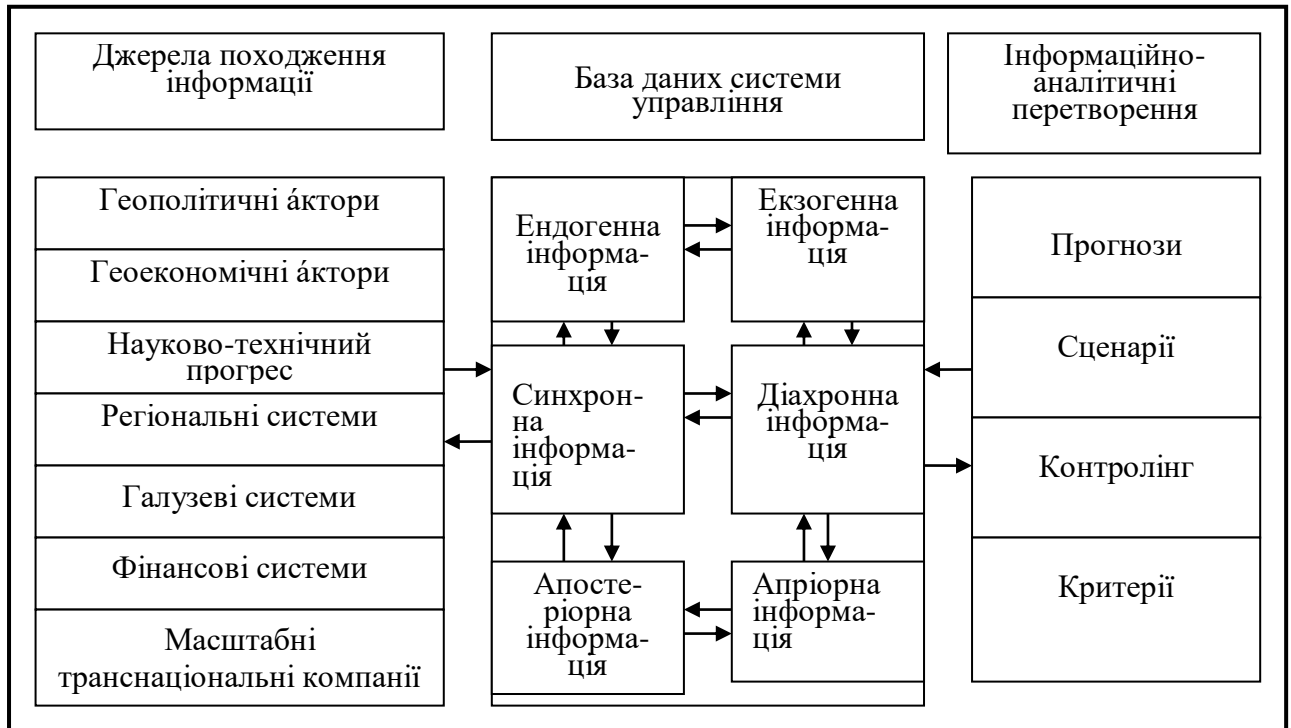 Джерела походження
інформації
База даних системи
управління
Інформаційно-
аналітичні
перетворення
Геополітичні áктори
Геоекономічні áктори
Науково-технічний
прогрес
Регіональні системи
Галузеві системи
Фінансові системи
Масштабні
транснаціональні компанії
Ендогенна
інформа-
ція
Екзогенна
інформа-
ція
Синхрон-
на
інформа-
ція
Діахронна
інформа-
ція
Апосте-
ріорна
інформа-
ція
Апріорна
інформа-
ція
Прогнози
Сценарії
Контролінг
Критерії